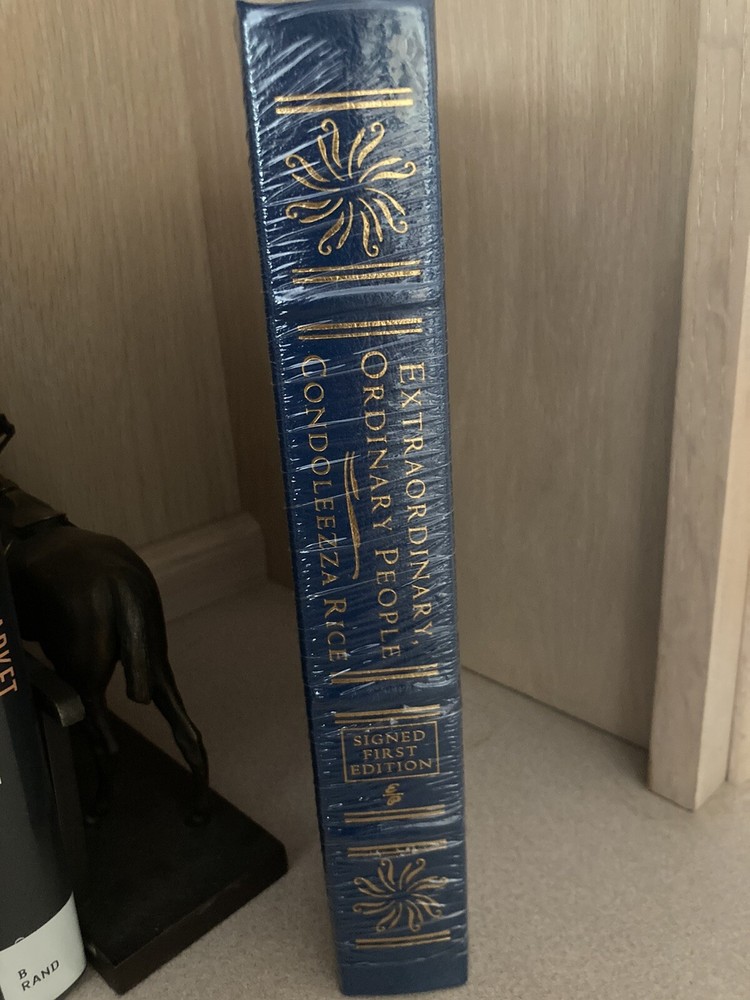 EXTRAORDINARY,
ORDINARY PEOPLE
CONDOLEEZZA RICE
SIGNED
FIRST
EDITION
B
RAND